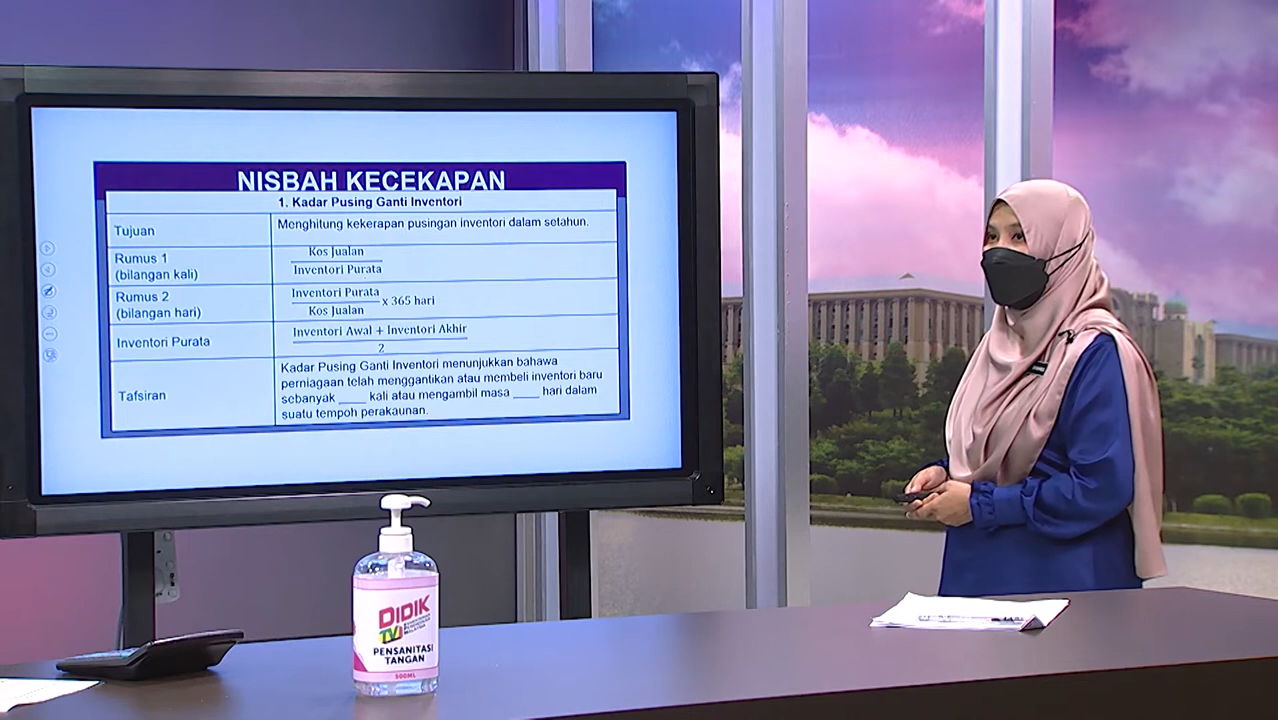 NISBAH KECEKAPAN
1. Kadar Pusing Ganti Inventori
Tujuan
Menghitung kekerapan pusingan inventori dalam setahun.
Rumus 1
(bilangan kali)
Kos Jualan
Inventori Purata
Rumus 2
(bilangan hari)
Inventori Purata
Kos Jualan
x 365 hari
Inventori Purata
Inventori Awal + Inventori Akhir
2
Tafsiran
Kadar Pusing Ganti Inventori menunjukkan bahawa
perniagaan telah menggantikan atau membeli inventori baru
sebanyak ____ kali atau mengambil masa ____ hari dalam
suatu tempoh perakaunan.
DIDIK
TV
KEMENTERIAN
PENDIDIKAN
MALAYSIA
PENSANITASI
TANGAN
500ML